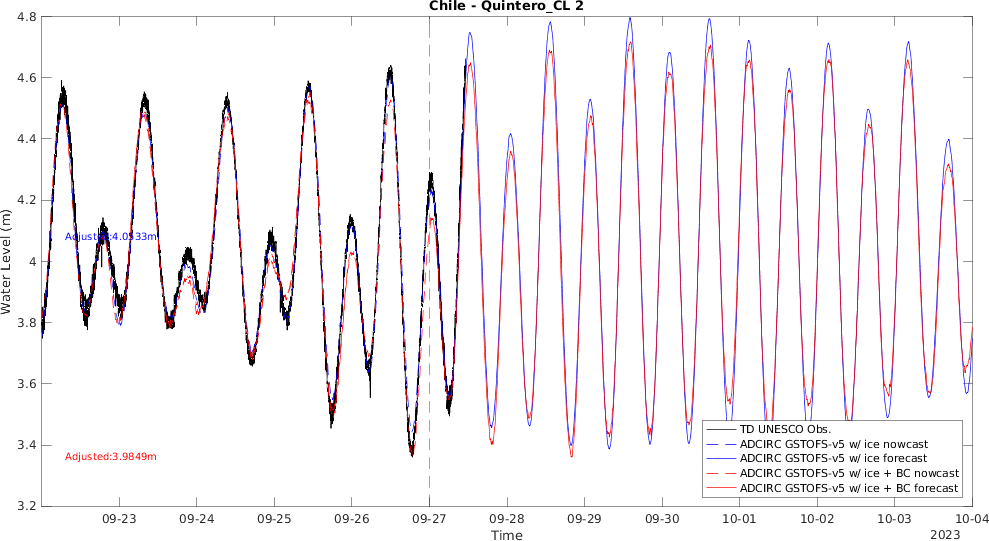 Chile - Quintero_CL 2
Water Level (m)
4.8
4.6
4.4
4.2
4
3.8
3.6
3.4
3.2
Adjusted:4.0533m
Adjusted:3.9849m
TD UNESCO Obs.
ADCIRC GSTOFS-v5 w/ ice nowcast
ADCIRC GSTOFS-v5 w/ ice forecast
ADCIRC GSTOFS-v5 w/ ice + BC nowcast
ADCIRC GSTOFS-v5 w/ ice + BC forecast
09-23 09-24 09-25 09-26 09-27 09-28 09-29 09-30 10-01 10-02 10-03 10-04
Time
2023